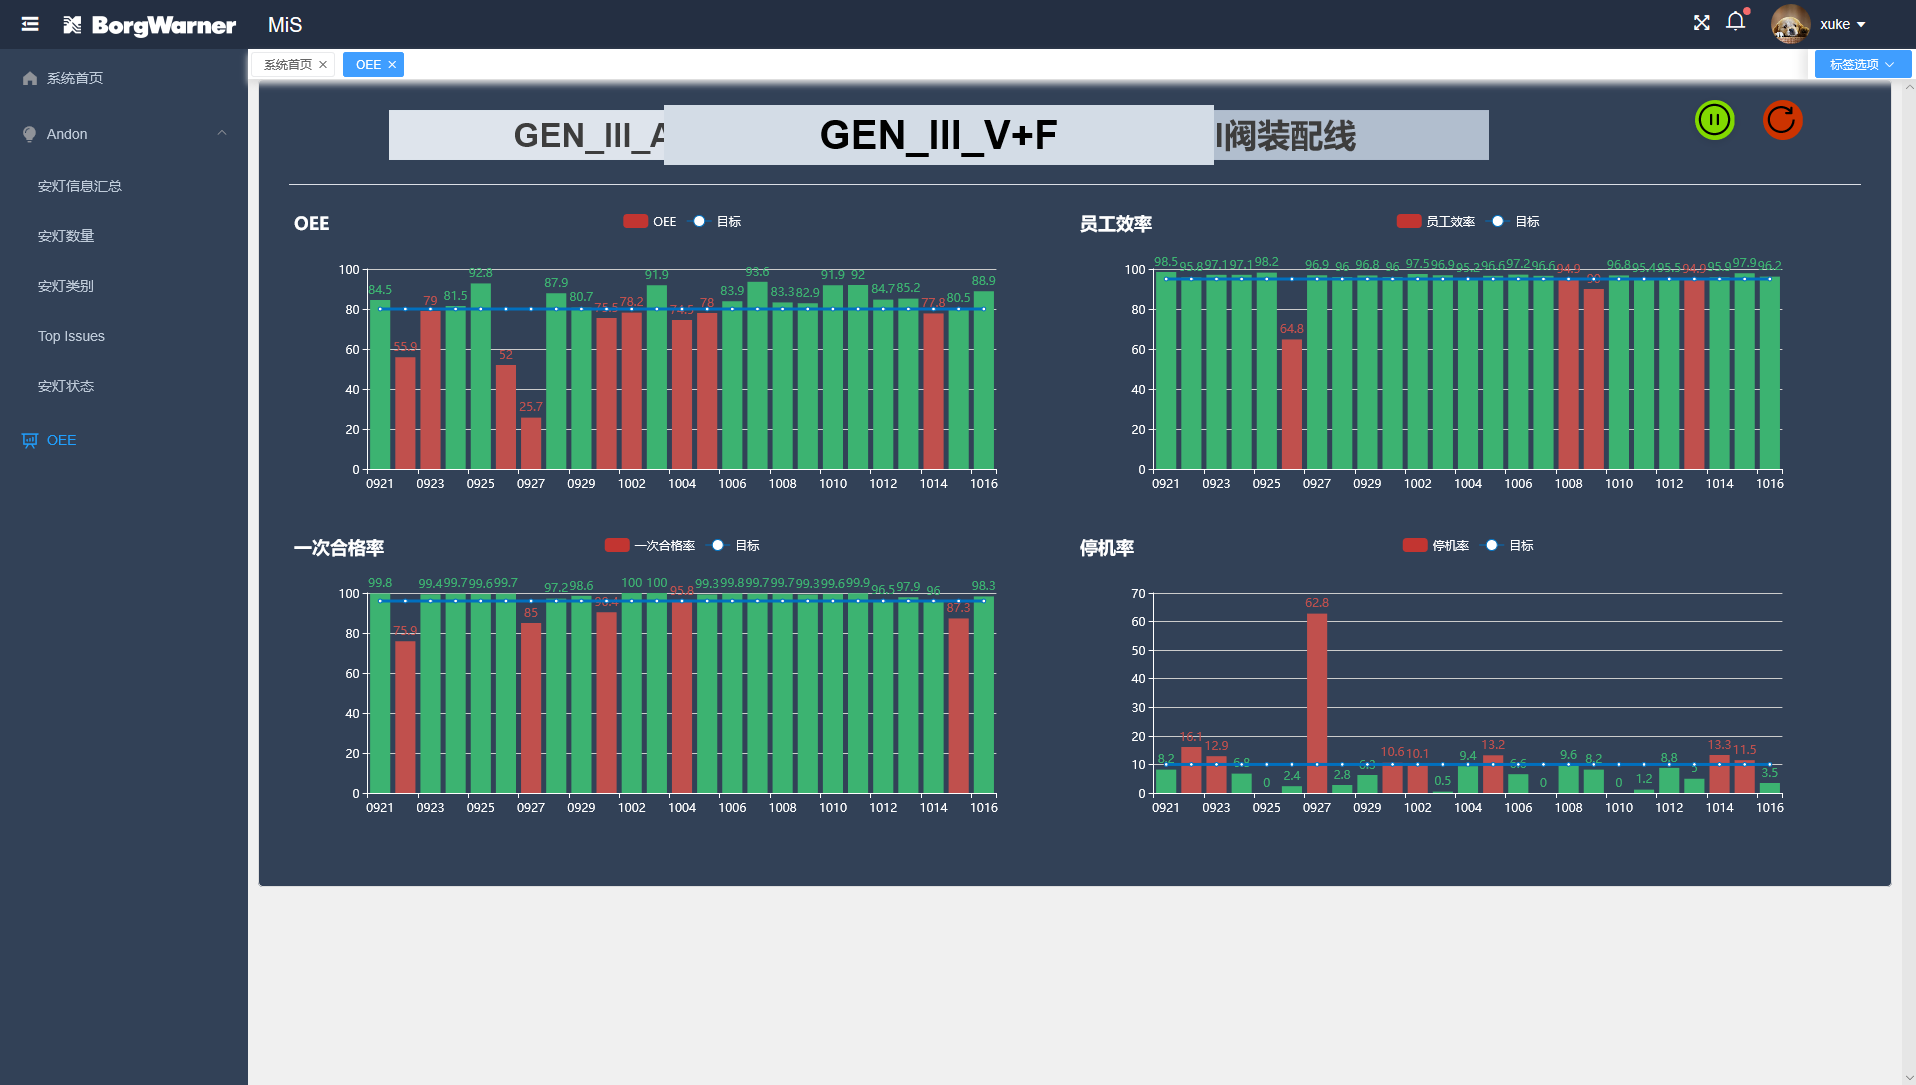 BorgWarner MiS xuke
系统首页 系统首页 OEE 标签选项
Andon
安灯信息汇总
安灯数量
安灯类别
Top Issues
安灯状态
OEE
GEN_III_A GEN_III_V+F I阀装配线
OEE OEE 目标
100
80
60
40
20
0
84.5 55.9 79 81.5 92.8 52 25.7 87.9 80.7 75.5 78.2 91.9 74.5 78 83.9 93.6 83.3 82.9 91.9 92 84.7 85.2 77.8 80.5 88.9
0921 0923 0925 0927 0929 1002 1004 1006 1008 1010 1012 1014 1016
员工效率 员工效率 目标
100
80
60
40
20
0
98.5 95.8 97.1 97.1 98.2 64.8 96.9 96 96.8 96 97.5 96.9 95.2 96.6 97.2 96.6 94.9 90 96.8 95.4 95.5 94.9 95.9 97.9 96.2
0921 0923 0925 0927 0929 1002 1004 1006 1008 1010 1012 1014 1016
一次合格率 一次合格率 目标
100
80
60
40
20
0
99.8 75.9 99.4 99.7 99.6 99.7 85 97.2 98.6 90.4 100 100 95.8 99.3 99.8 99.7 99.7 99.3 99.6 99.9 96.5 97.9 96 87.3 98.3
0921 0923 0925 0927 0929 1002 1004 1006 1008 1010 1012 1014 1016
停机率 停机率 目标
70
60
50
40
30
20
10
0
8.2 16.1 12.9 6.8 0 2.4 62.8 2.8 6.3 10.6 10.1 0.5 9.4 13.2 6.6 0 9.6 8.2 0 1.2 8.8 5 13.3 11.5 3.5
0921 0923 0925 0927 0929 1002 1004 1006 1008 1010 1012 1014 1016